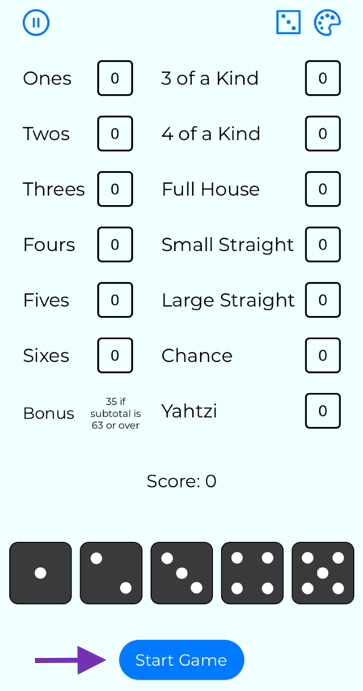 Ones 0 3 of a Kind 0
Twos 0 4 of a Kind 0
Threes 0 Full House 0
Fours 0 Small Straight 0
Fives 0 Large Straight 0
Sixes 0 Chance 0
Bonus 35 if
subtotal is
63 or over Yahtzi 0
Score: 0
Start Game